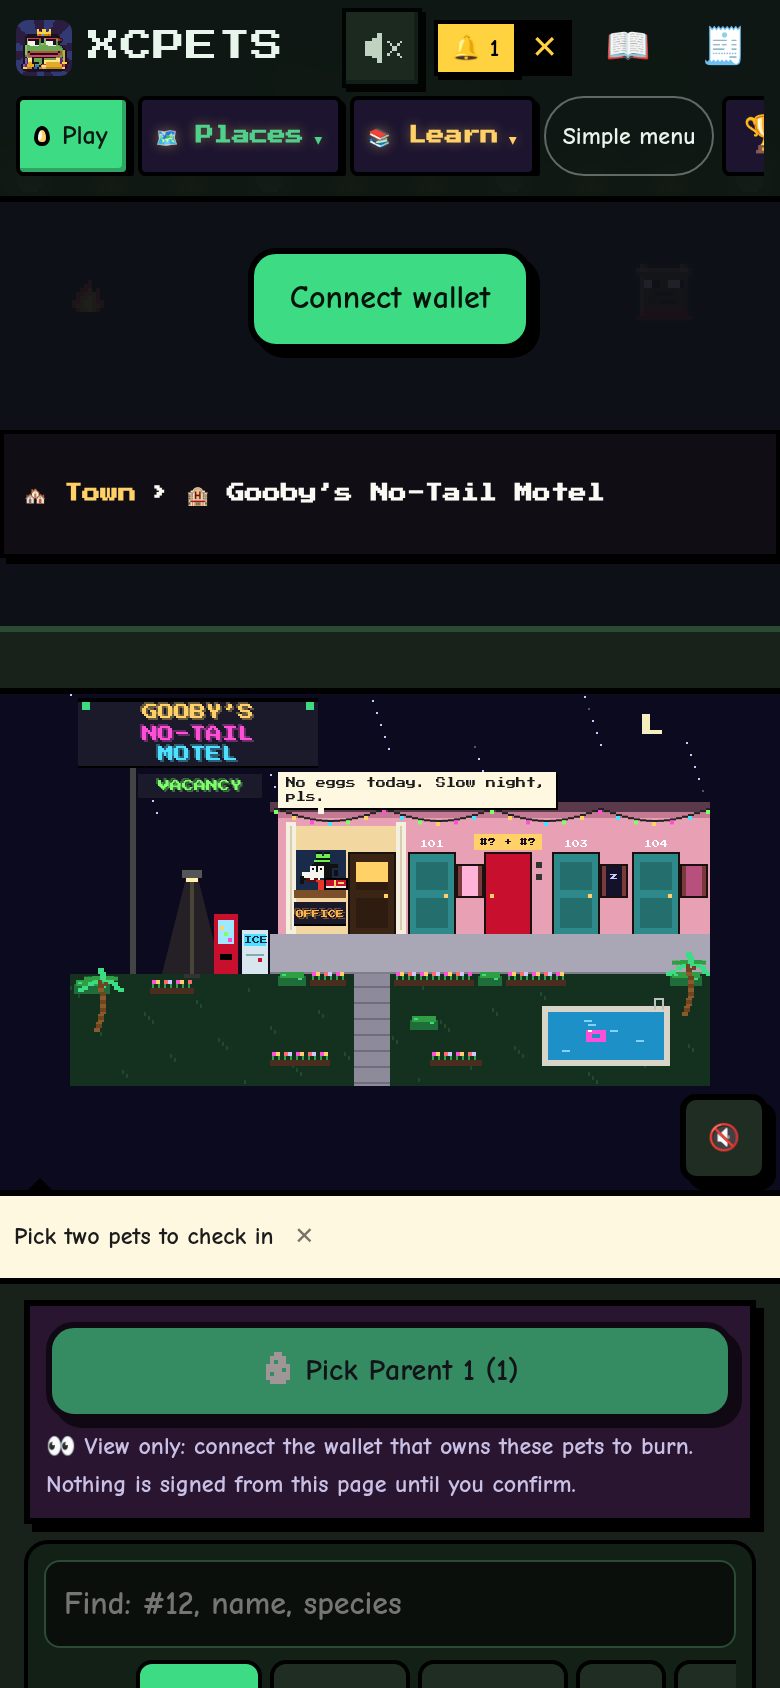 XCPETS
1
Play
Places
Learn
Simple menu
Connect wallet
Town › Gooby's No-Tail Motel
GOOBY'S
NO-TAIL
MOTEL
VACANCY
No eggs today. Slow night,
pls.
101
#? + #?
103
104
Z
OFFICE
ICE
Pick two pets to check in
Pick Parent 1 (1)
View only: connect the wallet that owns these pets to burn.
Nothing is signed from this page until you confirm.
Find: #12, name, species